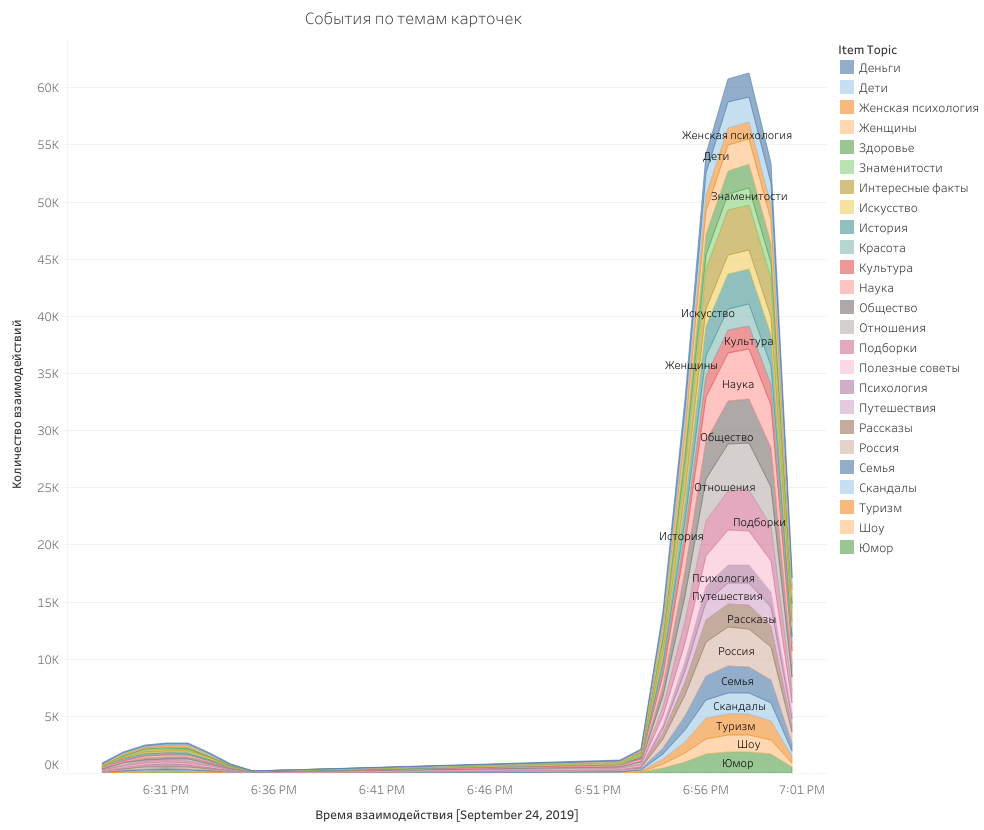 События по темам карточек
Item Topic
Деньги
Дети
Женская психология
Женщины
Здоровье
Знаменитости
Интересные факты
Искусство
История
Красота
Культура
Наука
Общество
Отношения
Подборки
Полезные советы
Психология
Путешествия
Рассказы
Россия
Семья
Скандалы
Туризм
Шоу
Юмор
Количество взаимодействий
60K
55K
50K
45K
40K
35K
30K
25K
20K
15K
10K
5K
0K
Женская психология
Дети
Знаменитости
Искусство
Культура
Женщины
Наука
Общество
Отношения
Подборки
История
Психология
Путешествия
Рассказы
Россия
Семья
Скандалы
Туризм
Шоу
Юмор
6:31 PM
6:36 PM
6:41 PM
6:46 PM
6:51 PM
6:56 PM
7:01 PM
Время взаимодействия [September 24, 2019]